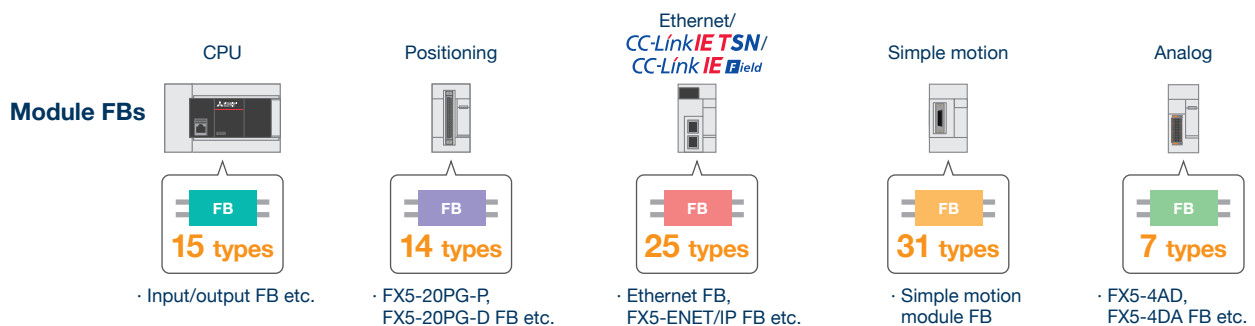 Module FBs
CPU
FB
15 types
· Input/output FB etc.
Positioning
FB
14 types
· FX5-20PG-P,
FX5-20PG-D FB etc.
Ethernet/
CC-Link IE TSN/
CC-Link IE Field
FB
25 types
· Ethernet FB,
FX5-ENET/IP FB etc.
Simple motion
FB
31 types
· Simple motion
module FB
Analog
FB
7 types
· FX5-4AD,
FX5-4DA FB etc.